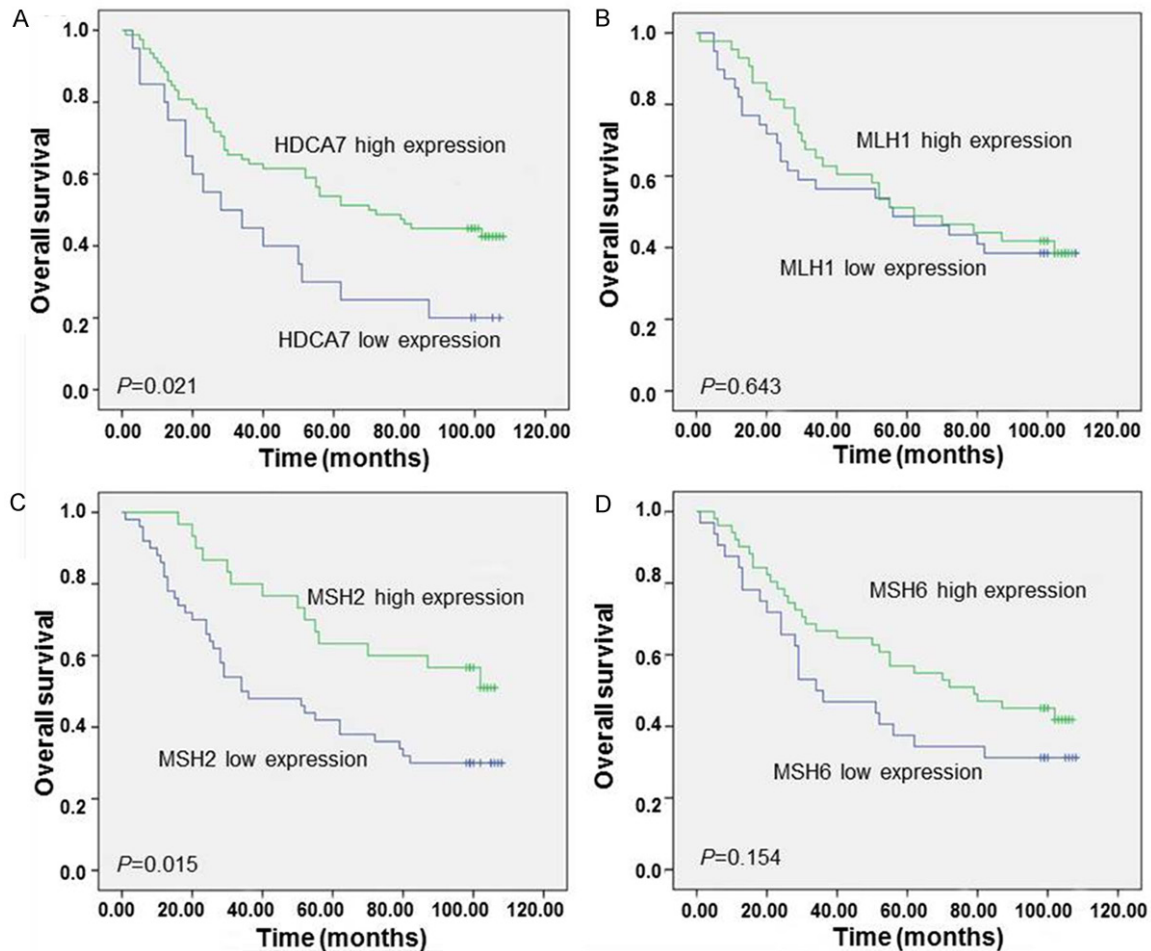 A
1.0
0.8
0.6
0.4
0.2
0.0
Overall survival
HDCA7 high expression
HDCA7 low expression
P=0.021
0.00 20.00 40.00 60.00 80.00 100.00 120.00
Time (months)
B
1.0
0.8
0.6
0.4
0.2
0.0
Overall survival
MLH1 high expression
MLH1 low expression
P=0.643
0.00 20.00 40.00 60.00 80.00 100.00 120.00
Time (months)
C
1.0
0.8
0.6
0.4
0.2
0.0
Overall survival
MSH2 high expression
MSH2 low expression
P=0.015
0.00 20.00 40.00 60.00 80.00 100.00 120.00
Time (months)
D
1.0
0.8
0.6
0.4
0.2
0.0
Overall survival
MSH6 high expression
MSH6 low expression
P=0.154
0.00 20.00 40.00 60.00 80.00 100.00 120.00
Time (months)